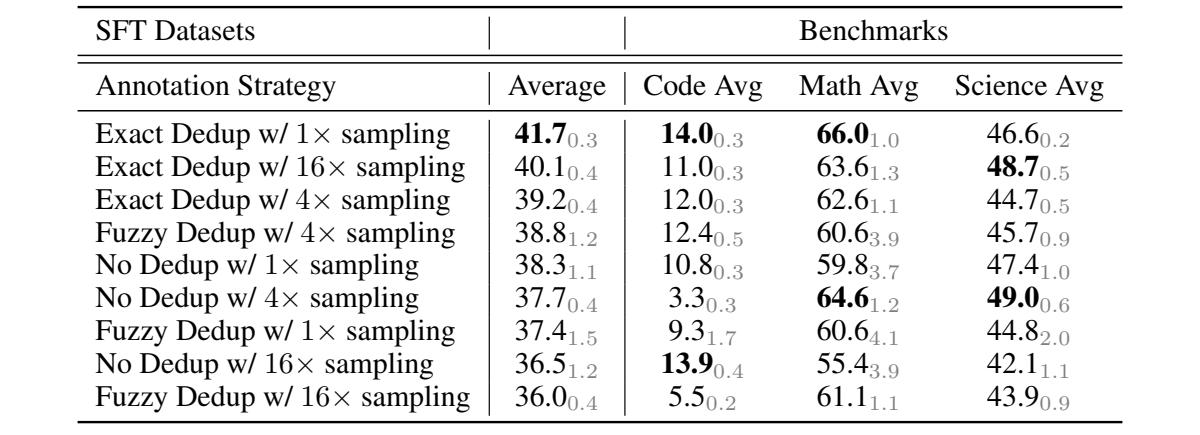 SFT Datasets Benchmarks
Annotation Strategy Average Code Avg Math Avg Science Avg
Exact Dedup w/ 1× sampling 41.7 0.3 14.0 0.3 66.0 1.0 46.6 0.2
Exact Dedup w/ 16× sampling 40.1 0.4 11.0 0.3 63.6 1.3 48.7 0.5
Exact Dedup w/ 4× sampling 39.2 0.4 12.0 0.3 62.6 1.1 44.7 0.5
Fuzzy Dedup w/ 4× sampling 38.8 1.2 12.4 0.5 60.6 3.9 45.7 0.9
No Dedup w/ 1× sampling 38.3 1.1 10.8 0.3 59.8 3.7 47.4 1.0
No Dedup w/ 4× sampling 37.7 0.4 3.3 0.3 64.6 1.2 49.0 0.6
Fuzzy Dedup w/ 1× sampling 37.4 1.5 9.3 1.7 60.6 4.1 44.8 2.0
No Dedup w/ 16× sampling 36.5 1.2 13.9 0.4 55.4 3.9 42.1 1.1
Fuzzy Dedup w/ 16× sampling 36.0 0.4 5.5 0.2 61.1 1.1 43.9 0.9